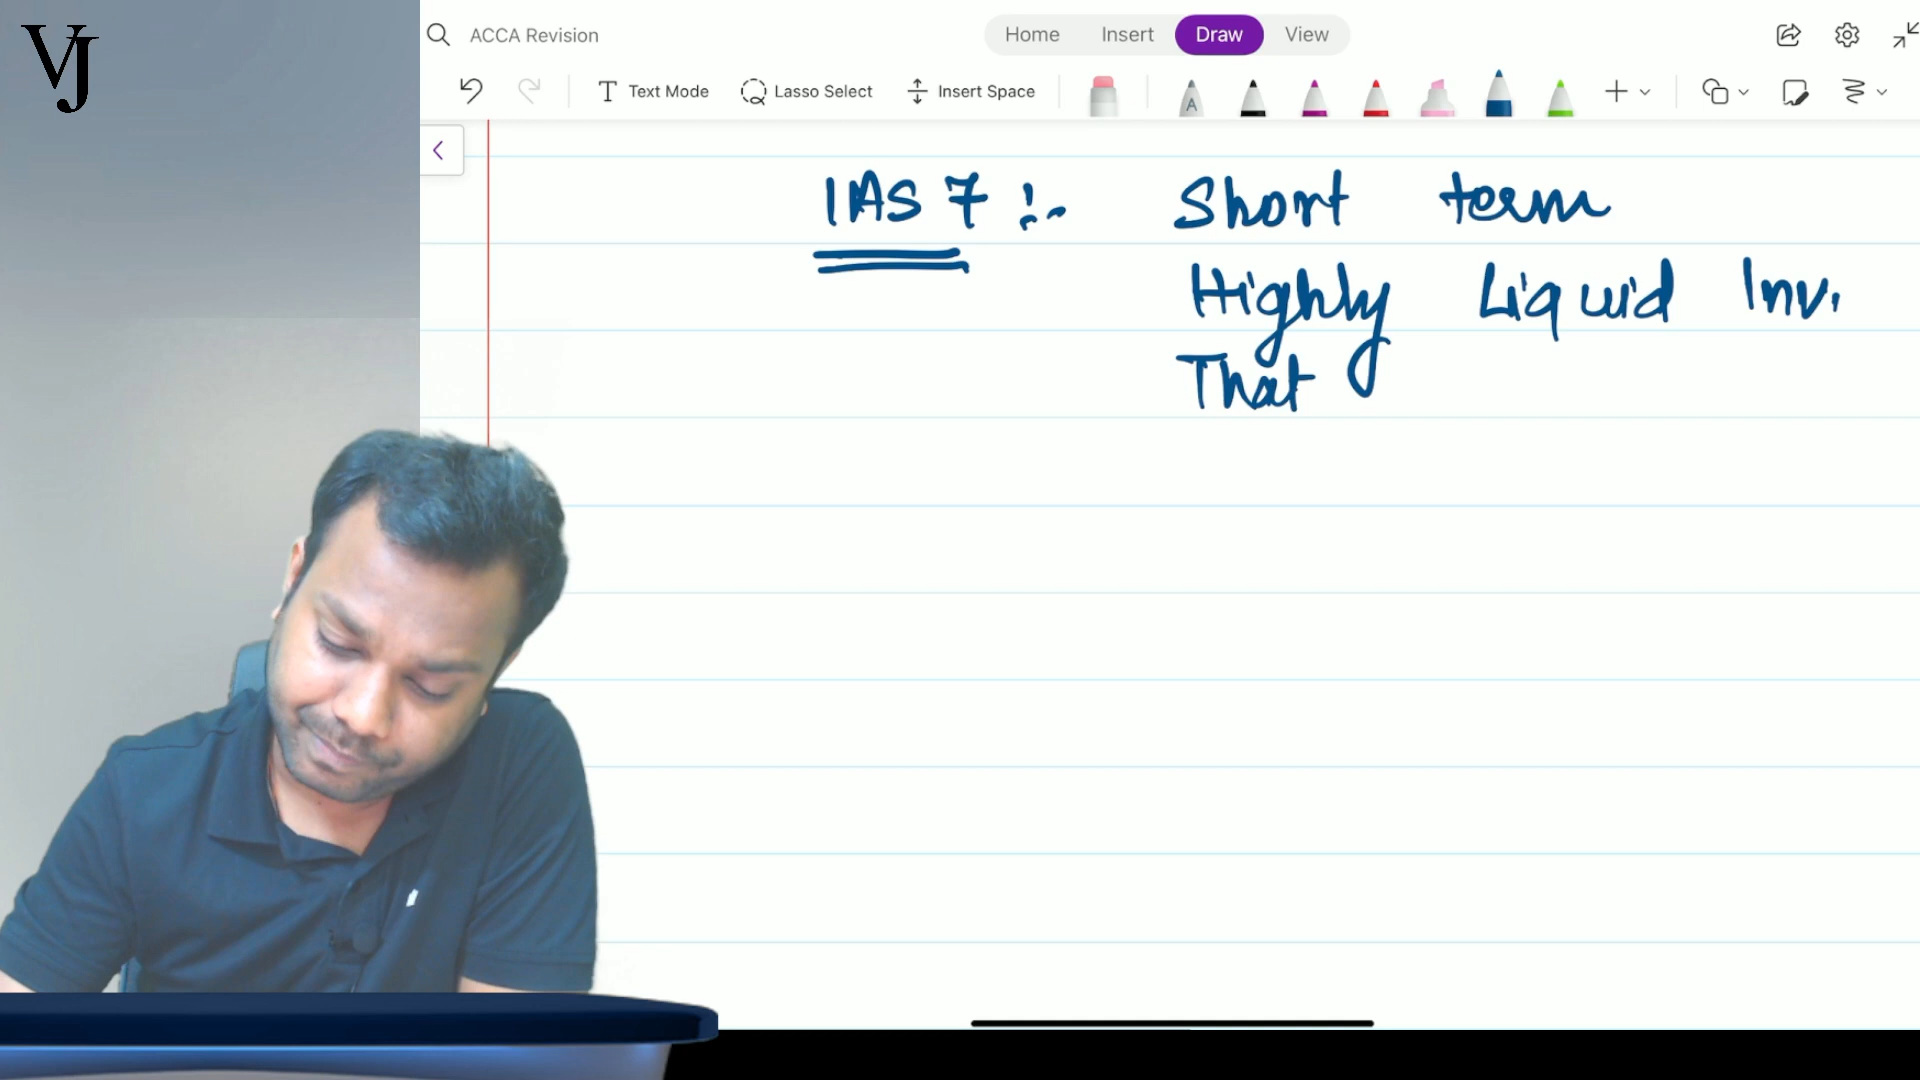 VJ
ACCA Revision
Home Insert Draw View
Text Mode Lasso Select Insert Space
A
IAS 7 :- Short term
Highly Liquid Inv.
That